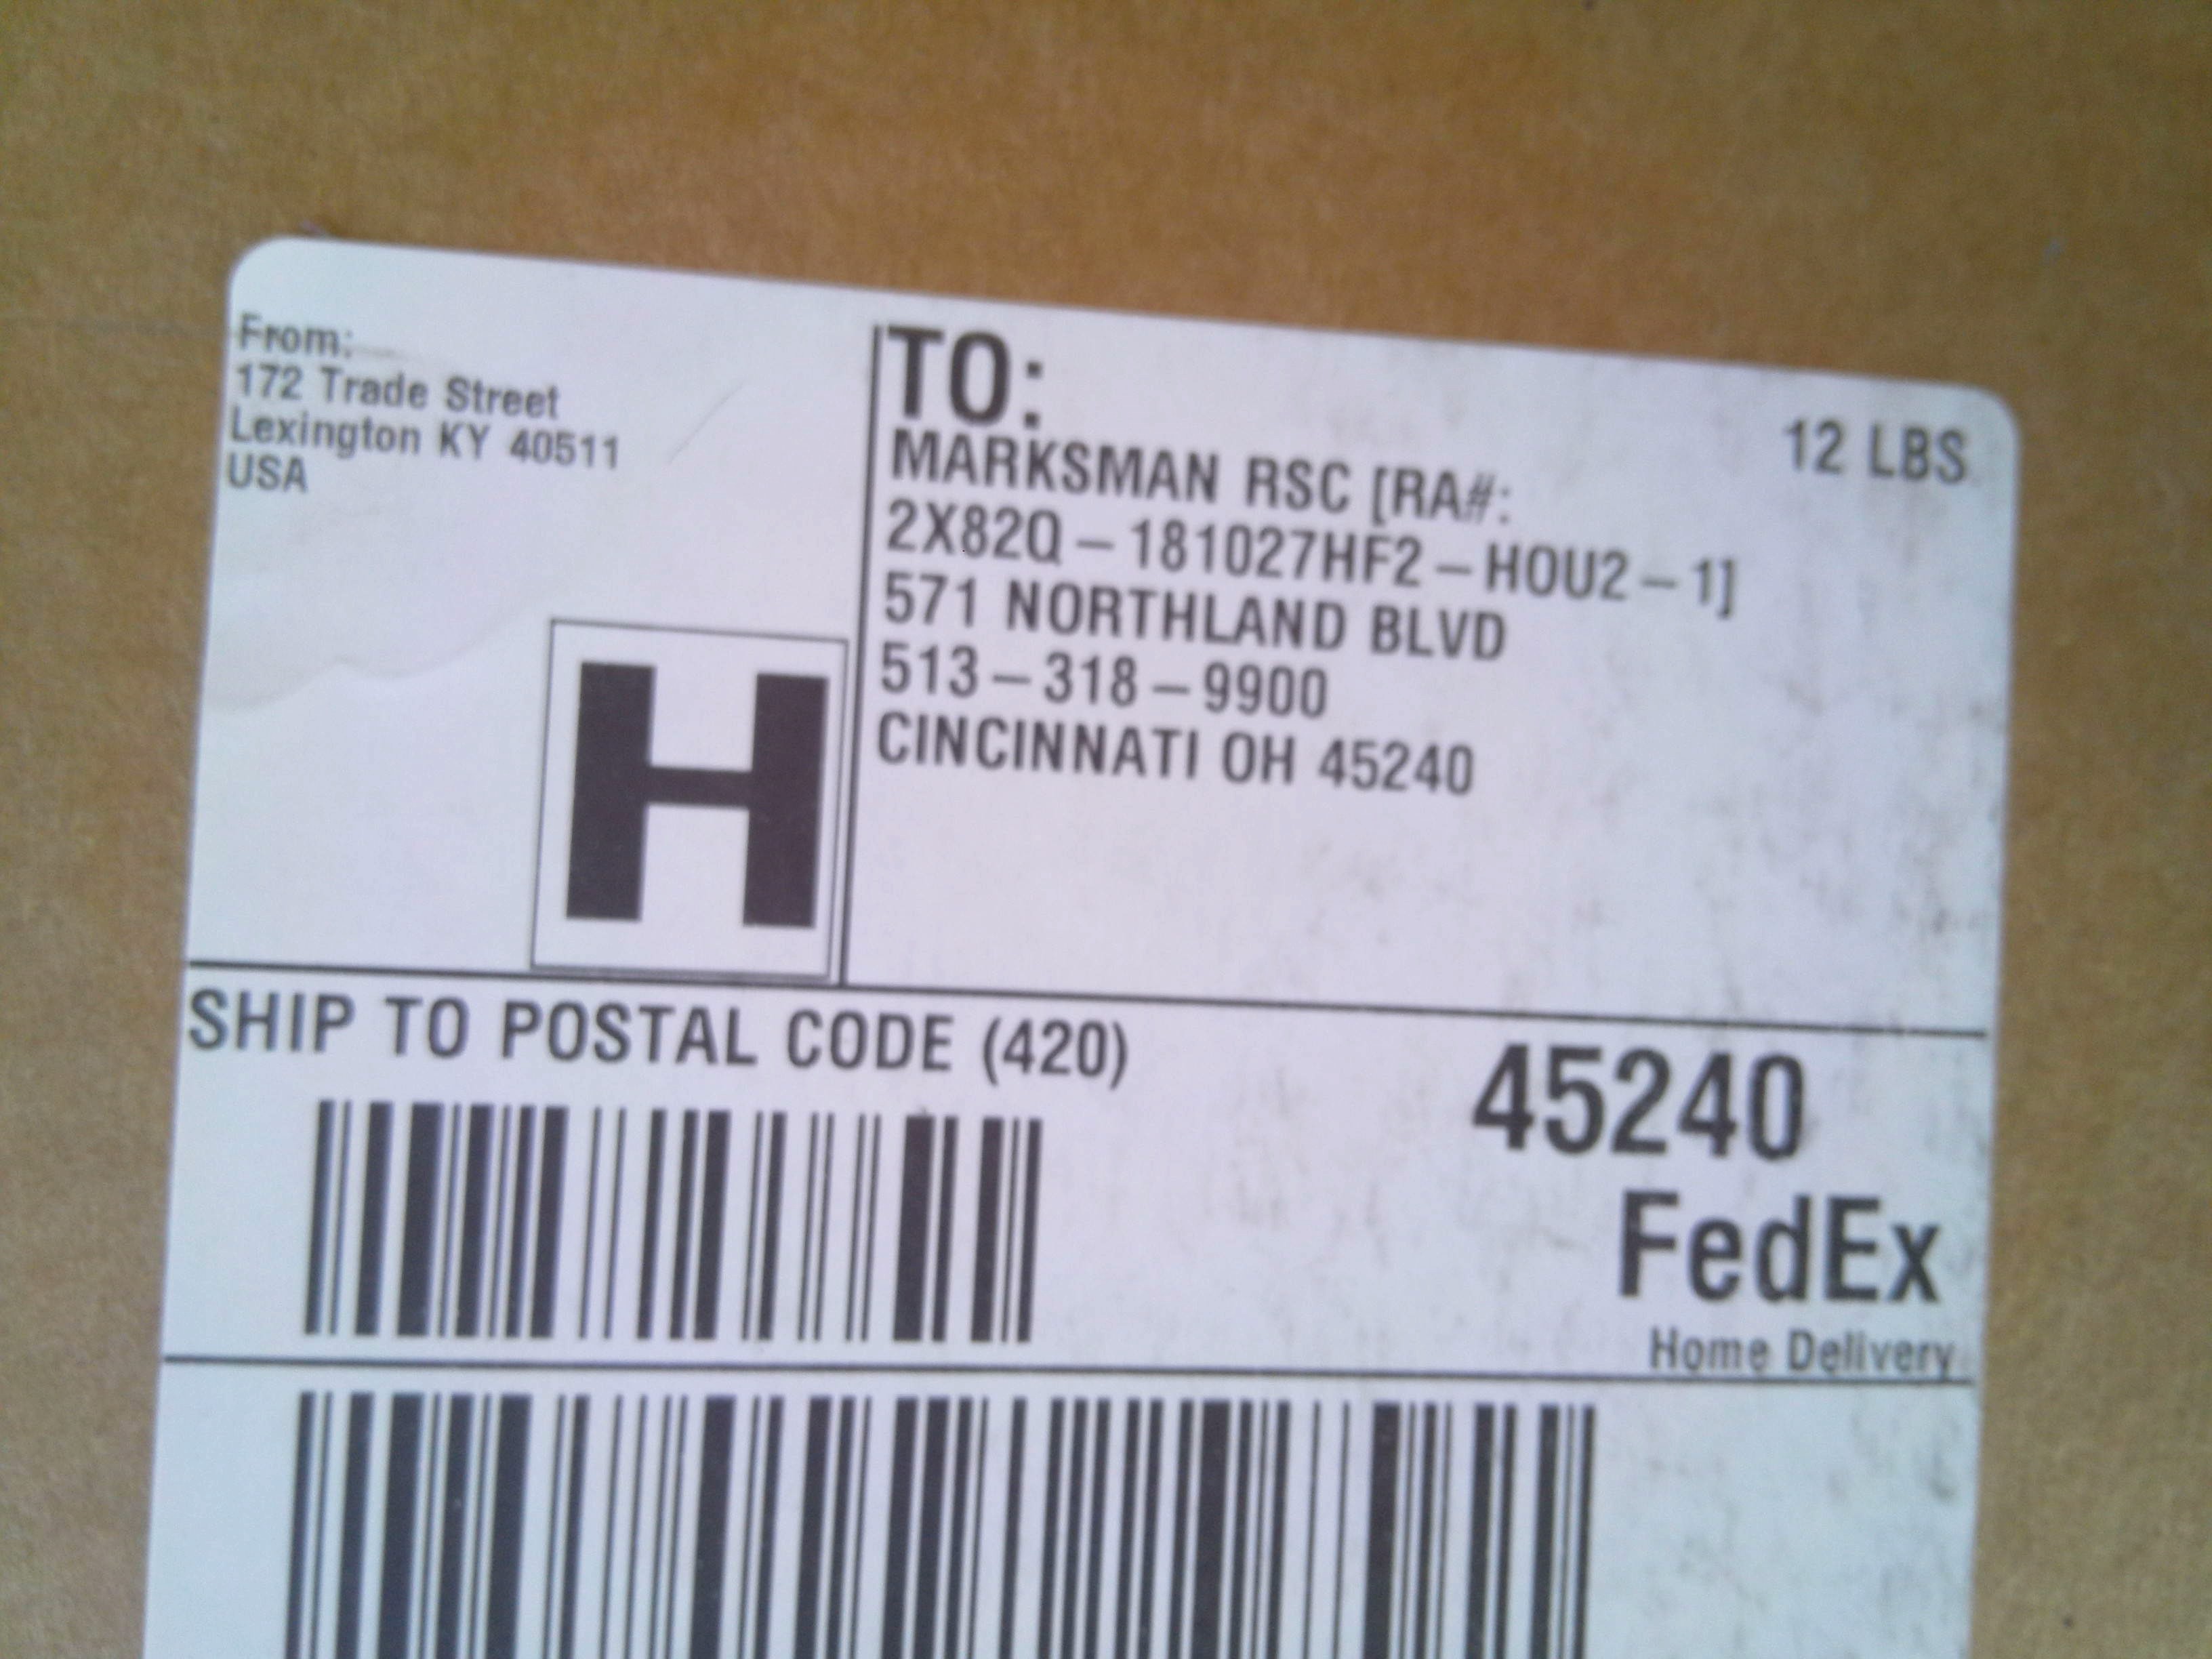 From:
172 Trade Street
Lexington KY 40511
USA
TO:
12 LBS
MARKSMAN RSC [RA#:
2X82Q-181027HF2-HOU2-1]
571 NORTHLAND BLVD
513-318-9900
CINCINNATI OH 45240
H
SHIP TO POSTAL CODE (420)
45240
FedEx
Home Delivery